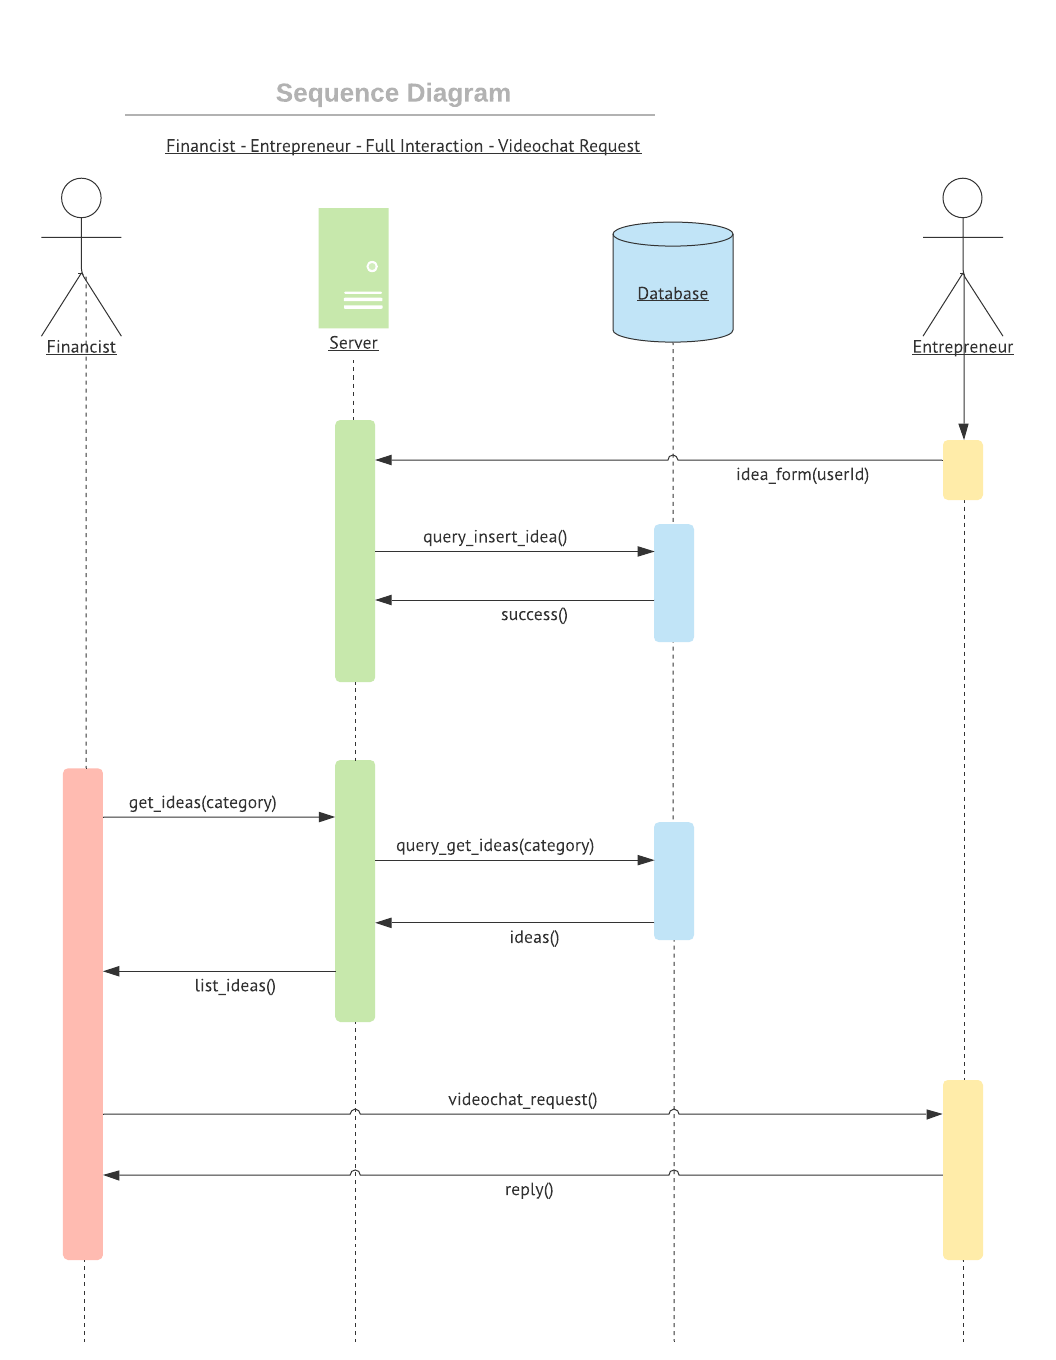 Sequence Diagram
Financist - Entrepreneur - Full Interaction - Videochat Request
Database
Server
Financist
Entrepreneur
idea_form(userId)
query_insert_idea()
success()
get_ideas(category)
query_get_ideas(category)
ideas()
list_ideas()
videochat_request()
reply()